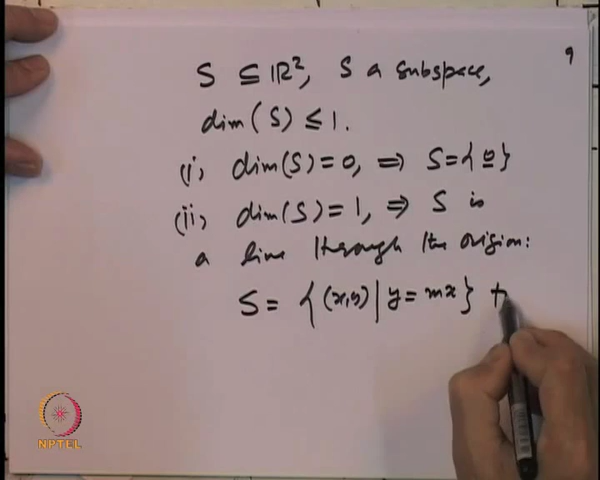 9
S ⊆ ℝ², S a subspace,
dim(S) ≤ 1.
(i) dim(S)=0, ⇒ S={0}
(ii) dim(S)=1, ⇒ S is
a line through the origin:
S = {(x,y) | y = mx}
NPTEL